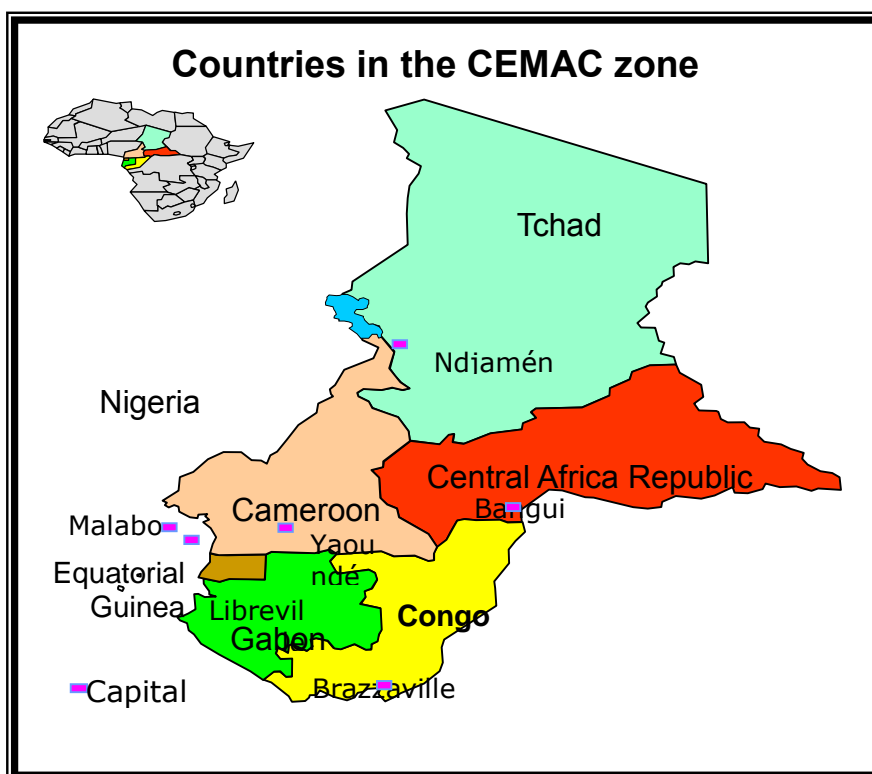 Countries in the CEMAC zone
Tchad
Ndjamén
Nigeria
Central Africa Republic
Bangui
Malabo
Cameroon
Yaou
ndé
Equatorial
Guinea
Librevil
le
Gabon
Congo
Capital
Brazzaville